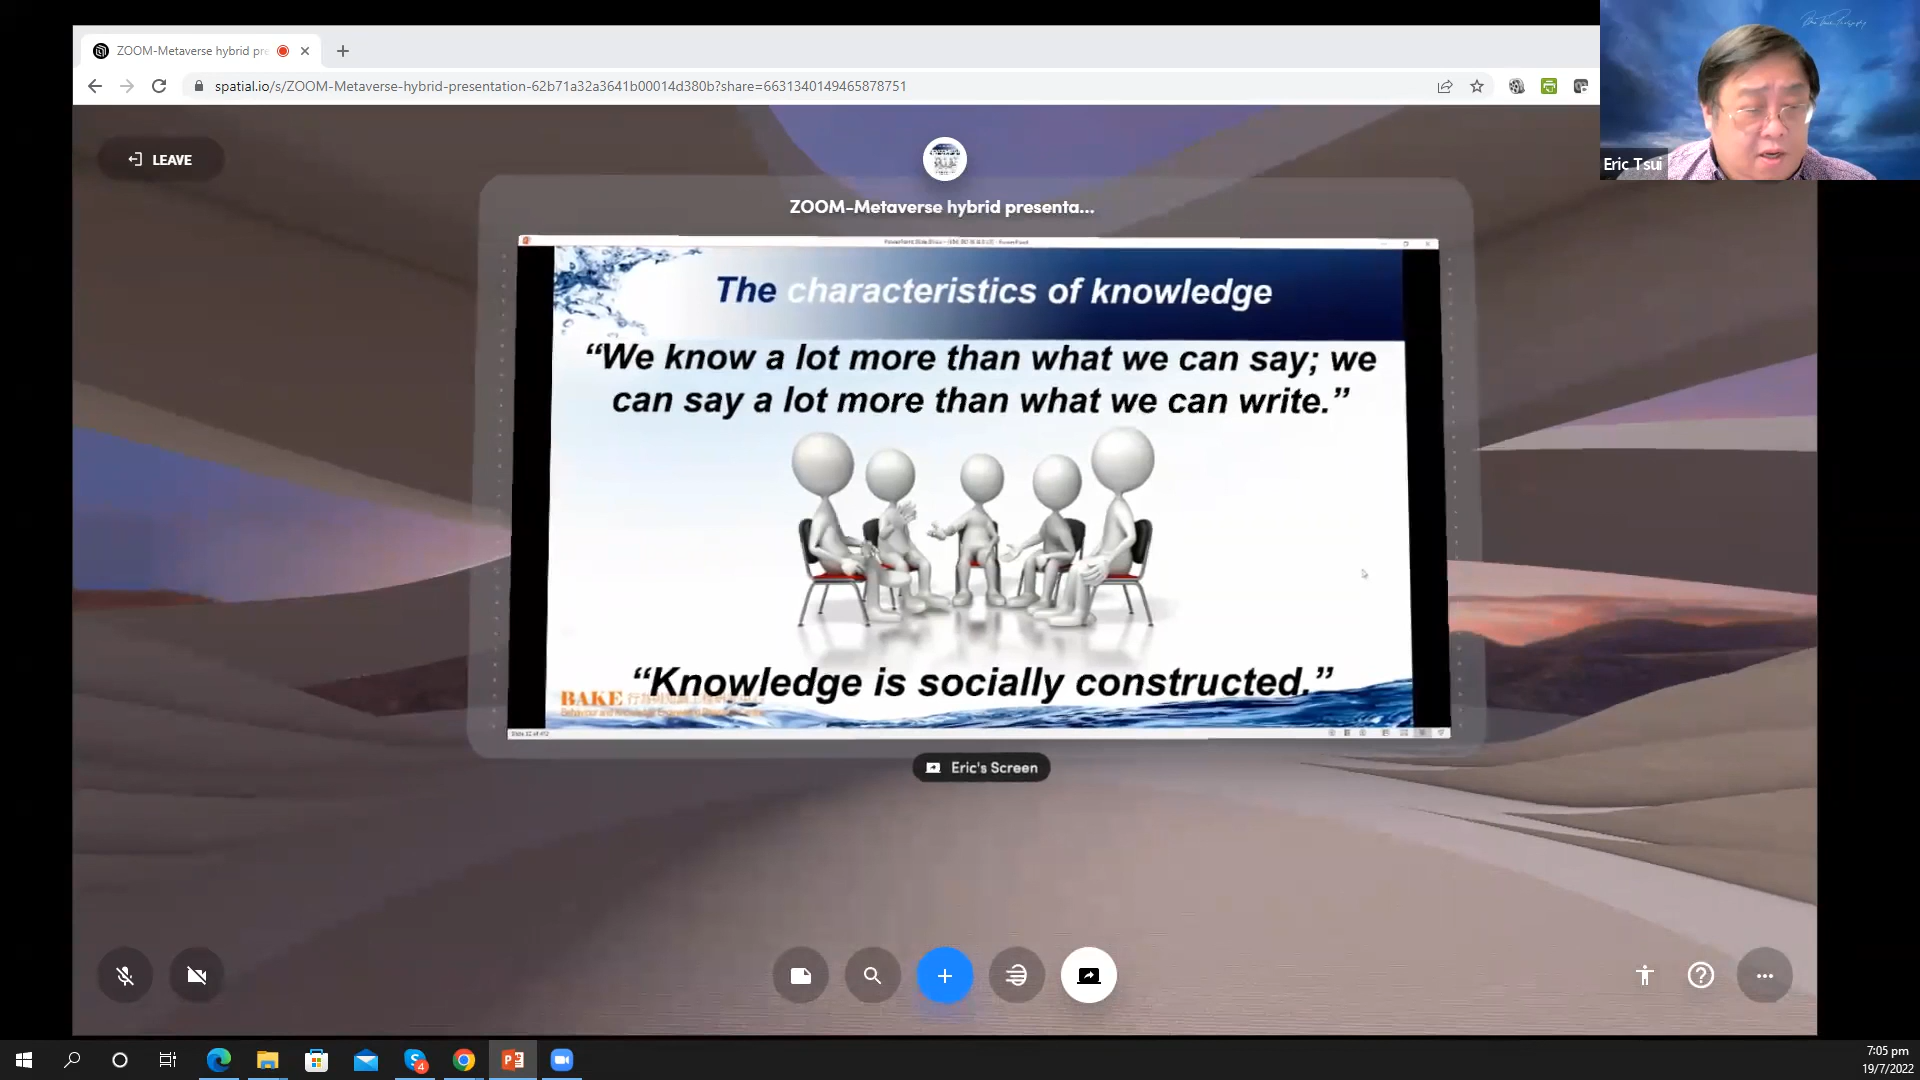 ZOOM-Metaverse hybrid pre
spatial.io/s/ZOOM-Metaverse-hybrid-presentation-62b71a32a3641b00014d380b?share=6631340149465878751
Eric Tsui
LEAVE
ZOOM-Metaverse hybrid presenta...
The characteristics of knowledge
“We know a lot more than what we can say; we
can say a lot more than what we can write.”
“Knowledge is socially constructed.”
BAKE
Eric's Screen
4
7:05 pm
19/7/2022